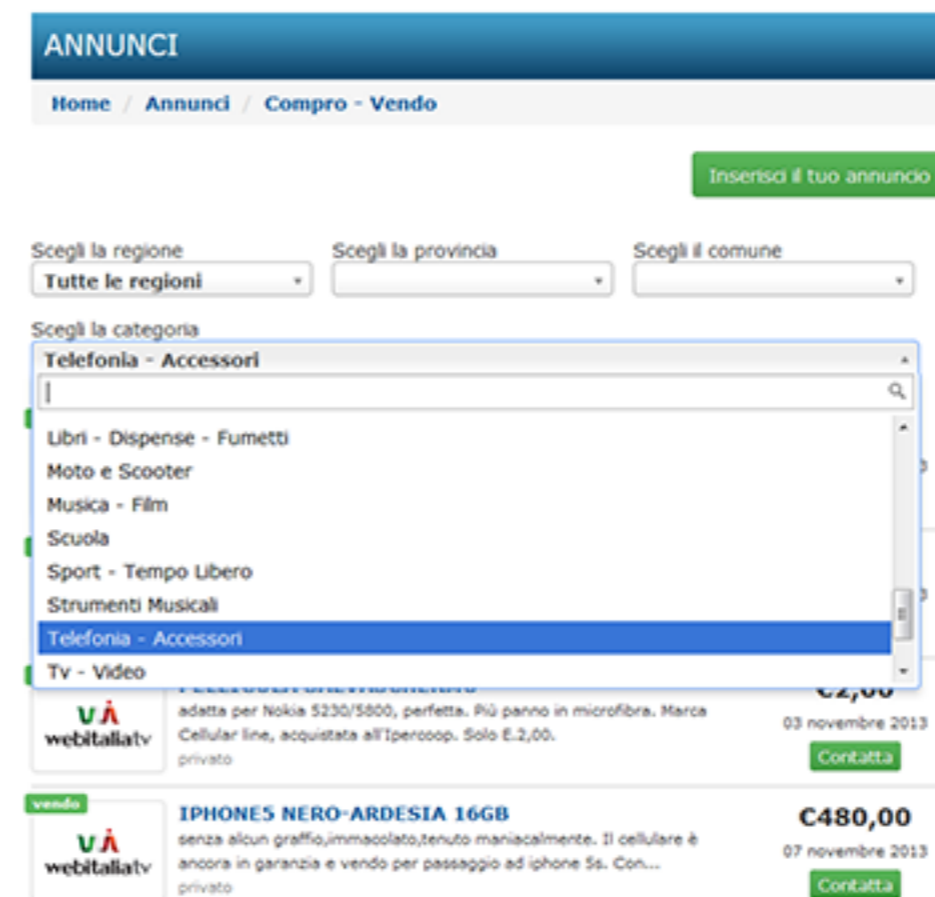 ANNUNCI
Home / Annunci / Compro - Vendo
Inserisci il tuo annuncio
Scegli la regione
Scegli la provincia
Scegli il comune
Tutte le regioni
Scegli la categoria
Telefonia - Accessori
Libri - Dispense - Fumetti
Moto e Scooter
Musica - Film
Scuola
Sport - Tempo Libero
Strumenti Musicali
Telefonia - Accessori
Tv - Video
€2,00
adatta per Nokia 5230/5800, perfetta. Più panno in microfibra. Marca
Cellular line, acquistata all'Ipercoop. Solo E.2,00.
privato
webitaliatv
03 novembre 2013
Contatta
vendo
IPHONE5 NERO-ARDESIA 16GB
senza alcun graffio,immacolato,tenuto maniacalmente. Il cellulare è
ancora in garanzia e vendo per passaggio ad iphone 5s. Con...
privato
webitaliatv
€480,00
07 novembre 2013
Contatta